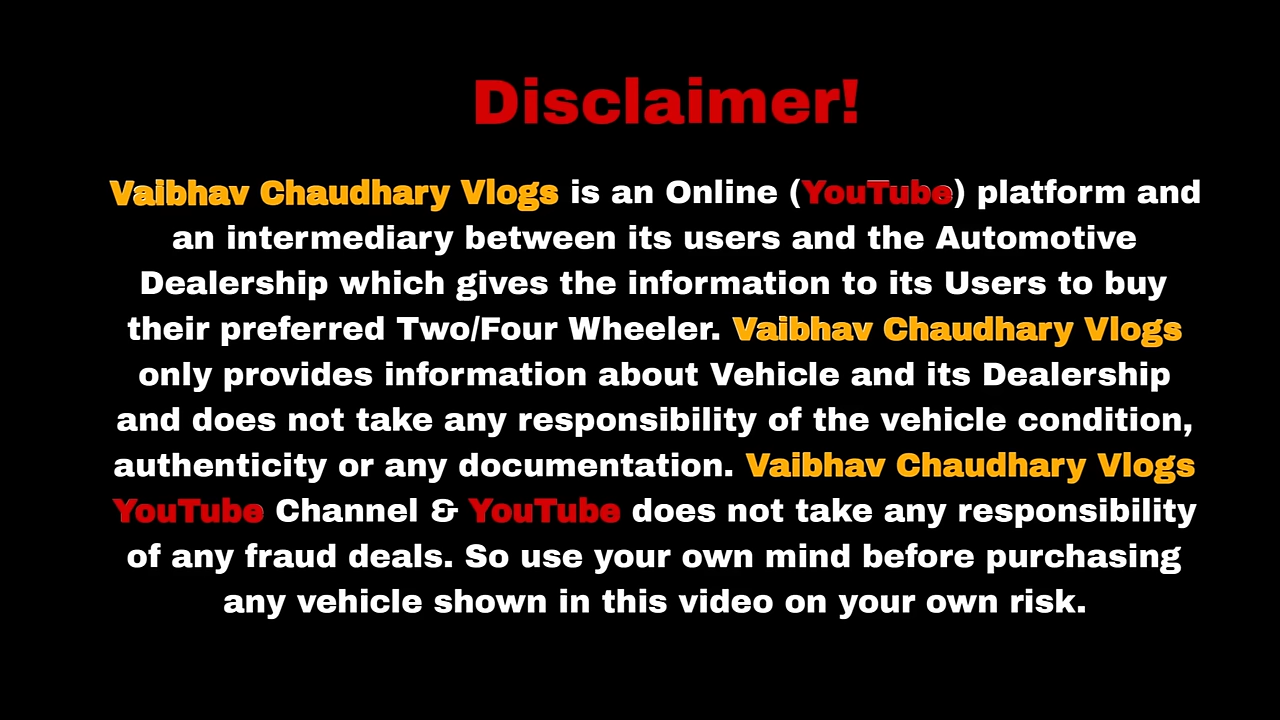 Disclaimer!
Vaibhav Chaudhary Vlogs is an Online (YouTube) platform and
an intermediary between its users and the Automotive
Dealership which gives the information to its Users to buy
their preferred Two/Four Wheeler. Vaibhav Chaudhary Vlogs
only provides information about Vehicle and its Dealership
and does not take any responsibility of the vehicle condition,
authenticity or any documentation. Vaibhav Chaudhary Vlogs
YouTube Channel & YouTube does not take any responsibility
of any fraud deals. So use your own mind before purchasing
any vehicle shown in this video on your own risk.